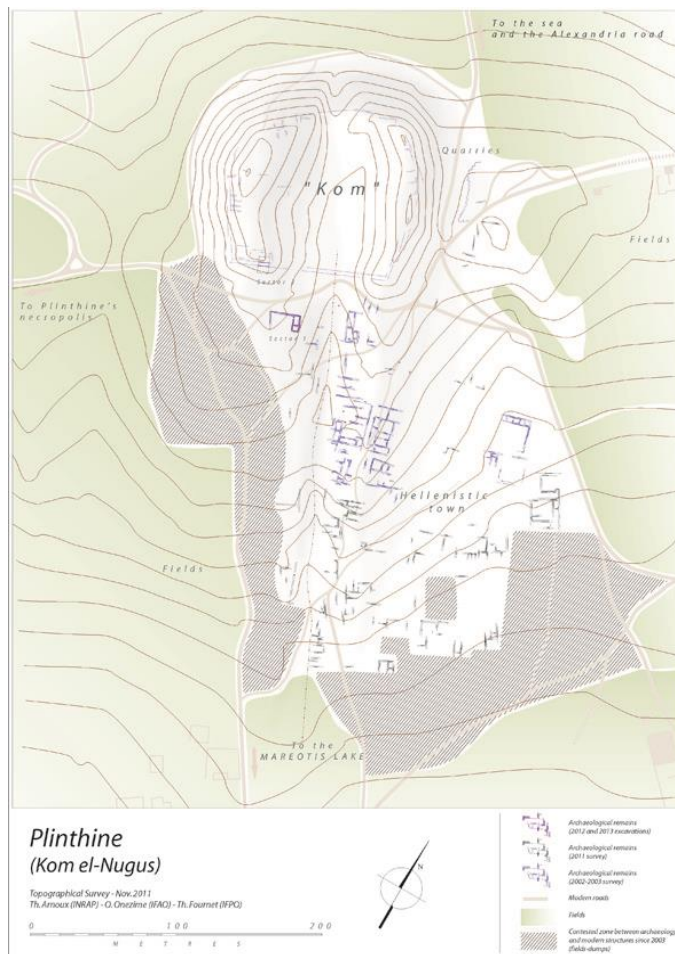 To the sea
and the Alexandria road
Quarries
"Kom"
Fields
Sector
To Plinthine's
necropolis
Sector
Hellenistic
town
Fields
To the
MAREOTIS LAKE
Plinthine
(Kom el-Nugus)
Topographical Survey - Nov.2011
Th. Arnoux (INRAP) - O. Onezime (IFAO) - Th. Fournet (IFPO)
0 100 200
M E T R E S
N
Archaeological remains
(2012 and 2013 excavations)
Archaeological remains
(2011 survey)
Archaeological remains
(2002-2003 survey)
Modern roads
Fields
Contested zone between archaeology
and modern structures since 2003
(fields-dumps)